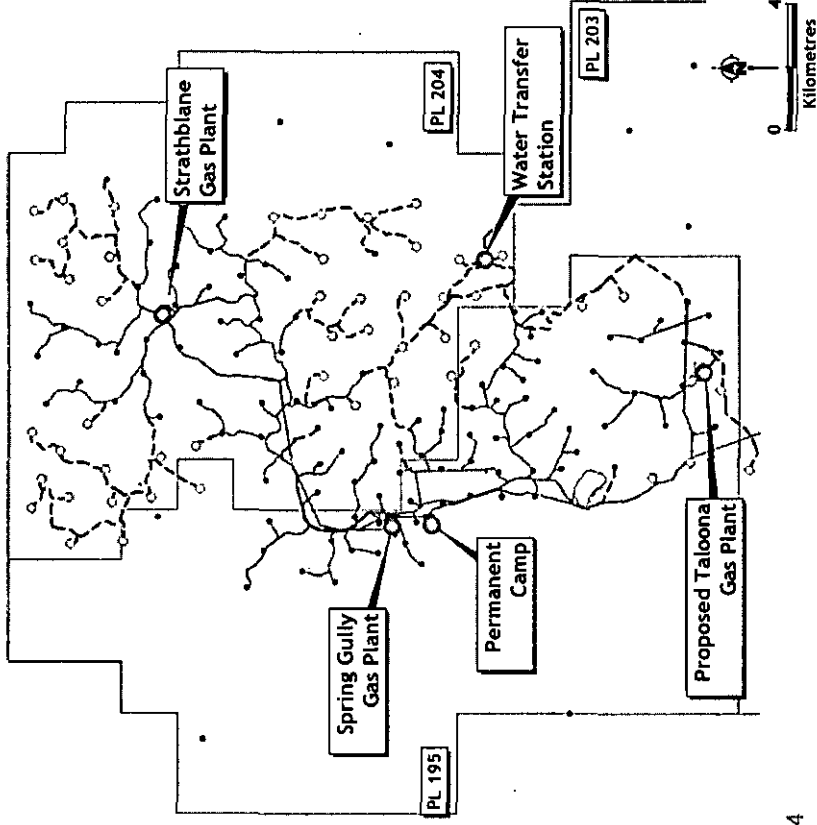 Strathblane
Gas Plant
PL 204
PL 203
Water Transfer
Station
N
0
4
Kilometres
Spring Gully
Gas Plant
Permanent
Camp
Proposed Taloona
Gas Plant
PL 195
4